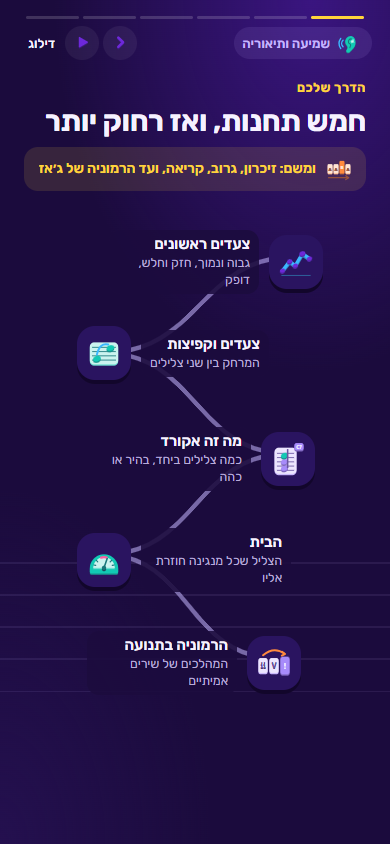 שמיעה ותיאוריה
דילוג
הדרך שלכם
חמש תחנות, ואז רחוק יותר
ומשם: זיכרון, גרוב, קריאה, ועד הרמוניה של ג׳אז
צעדים ראשונים
גבוה ונמוך, חזק וחלש,
דופק
צעדים וקפיצות
המרחק בין שני צלילים
מה זה אקורד
כמה צלילים ביחד, בהיר או
כהה
הבית
הצליל שכל מנגינה חוזרת
אליו
הרמוניה בתנועה
המהלכים של שירים
אמיתיים
ii V I